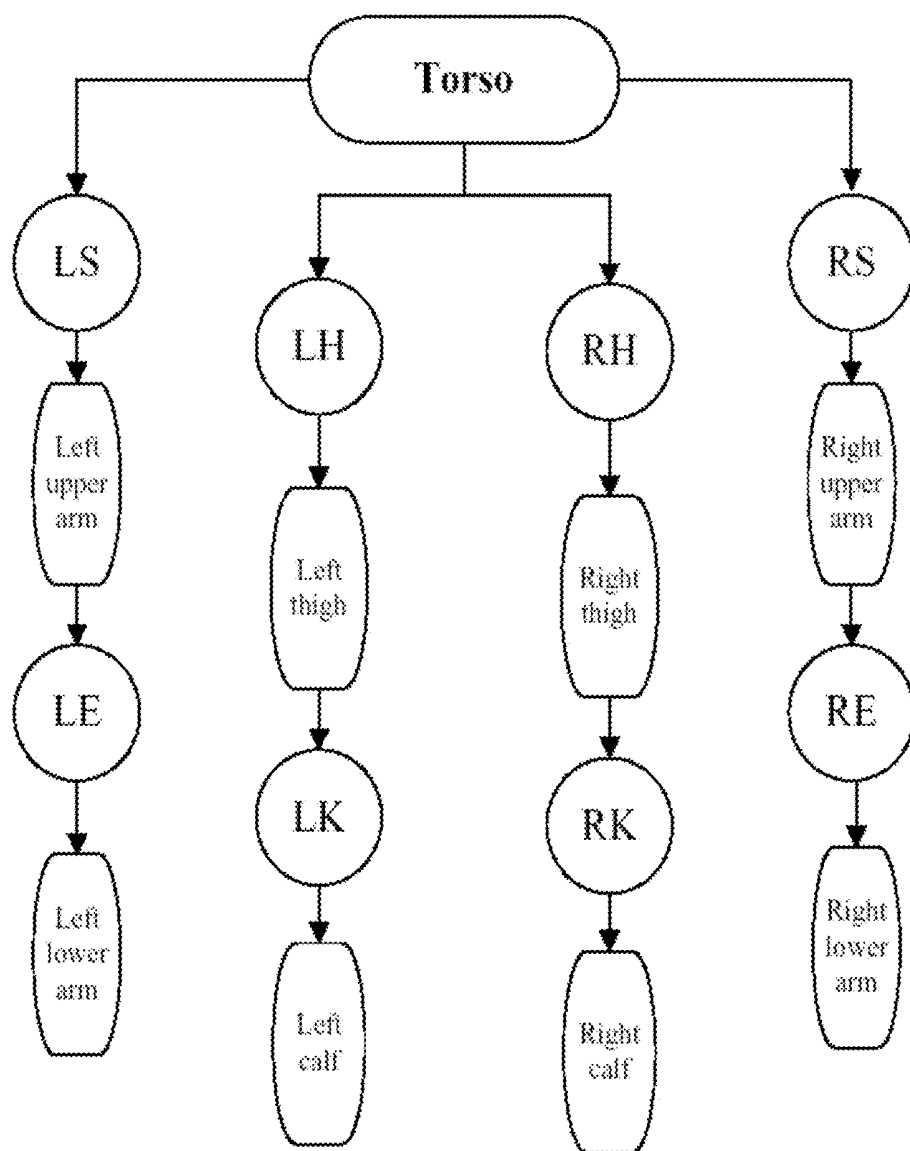 Torso
LS
RS
LH
RH
Left
upper
arm
Right
upper
arm
Left
thigh
Right
thigh
LE
RE
LK
RK
Left
lower
arm
Right
lower
arm
Left
calf
Right
calf